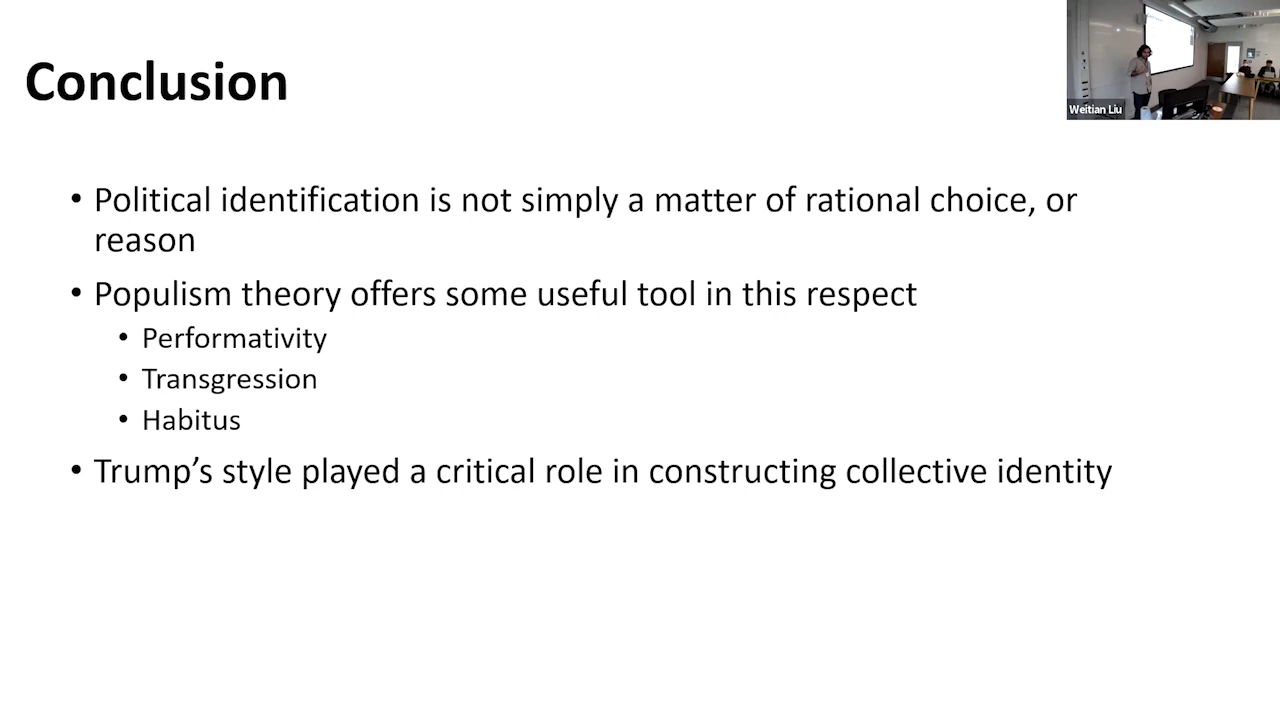 Conclusion
Weitian Liu
• Political identification is not simply a matter of rational choice, or
reason
• Populism theory offers some useful tool in this respect
• Performativity
• Transgression
• Habitus
• Trump’s style played a critical role in constructing collective identity